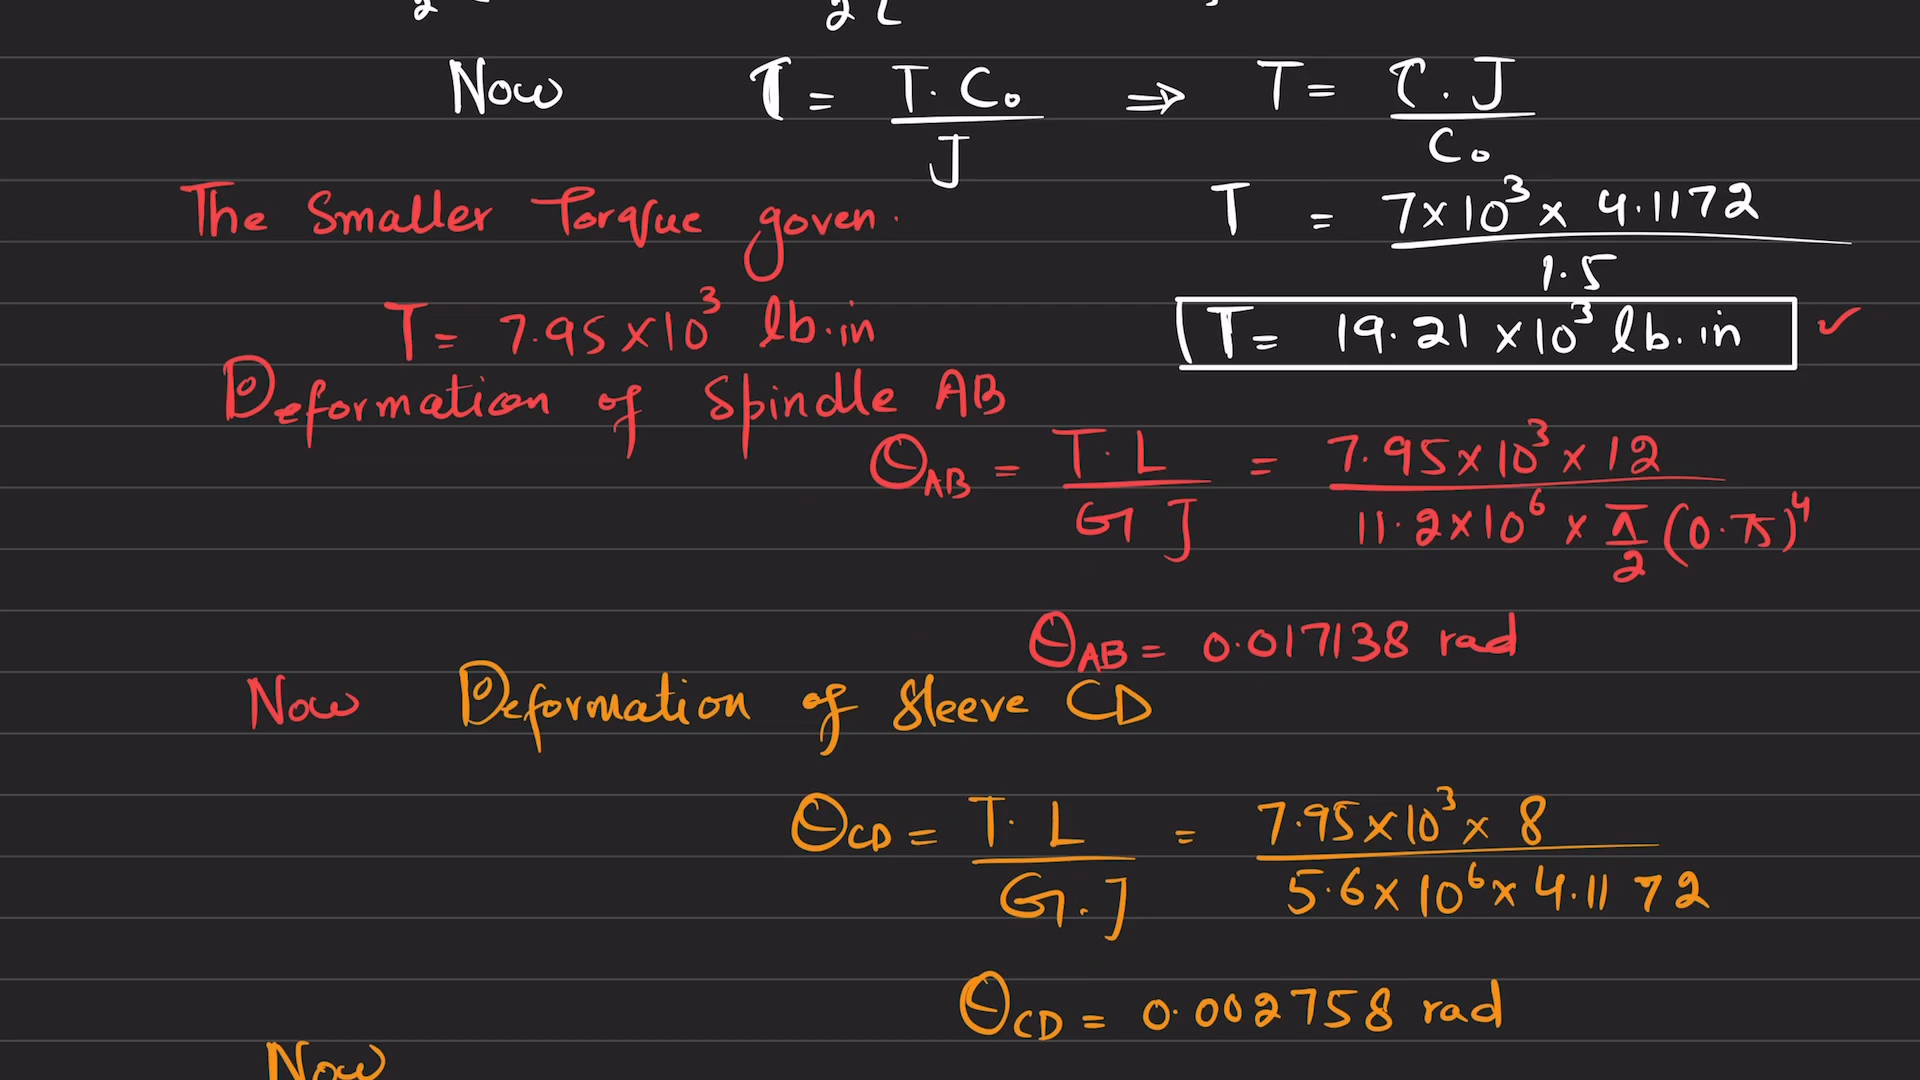 Now τ = T. C₀ / J ⇒ T = τ . J / C₀
The Smaller Torque goven.
T = 7×10³ × 4.1172 / 1.5
T = 7.95×10³ lb.in
T = 19.21 ×10³ lb. in ✓
Deformation of Spindle AB
θAB = T. L / G J = 7.95×10³ × 12 / 11.2×10⁶ × π/2 (0.75)⁴
θAB = 0.017138 rad
Now Deformation of Sleeve CD
θCD = T. L / G. J = 7.95×10³ × 8 / 5.6×10⁶ × 4.1172
θCD = 0.002758 rad
Now